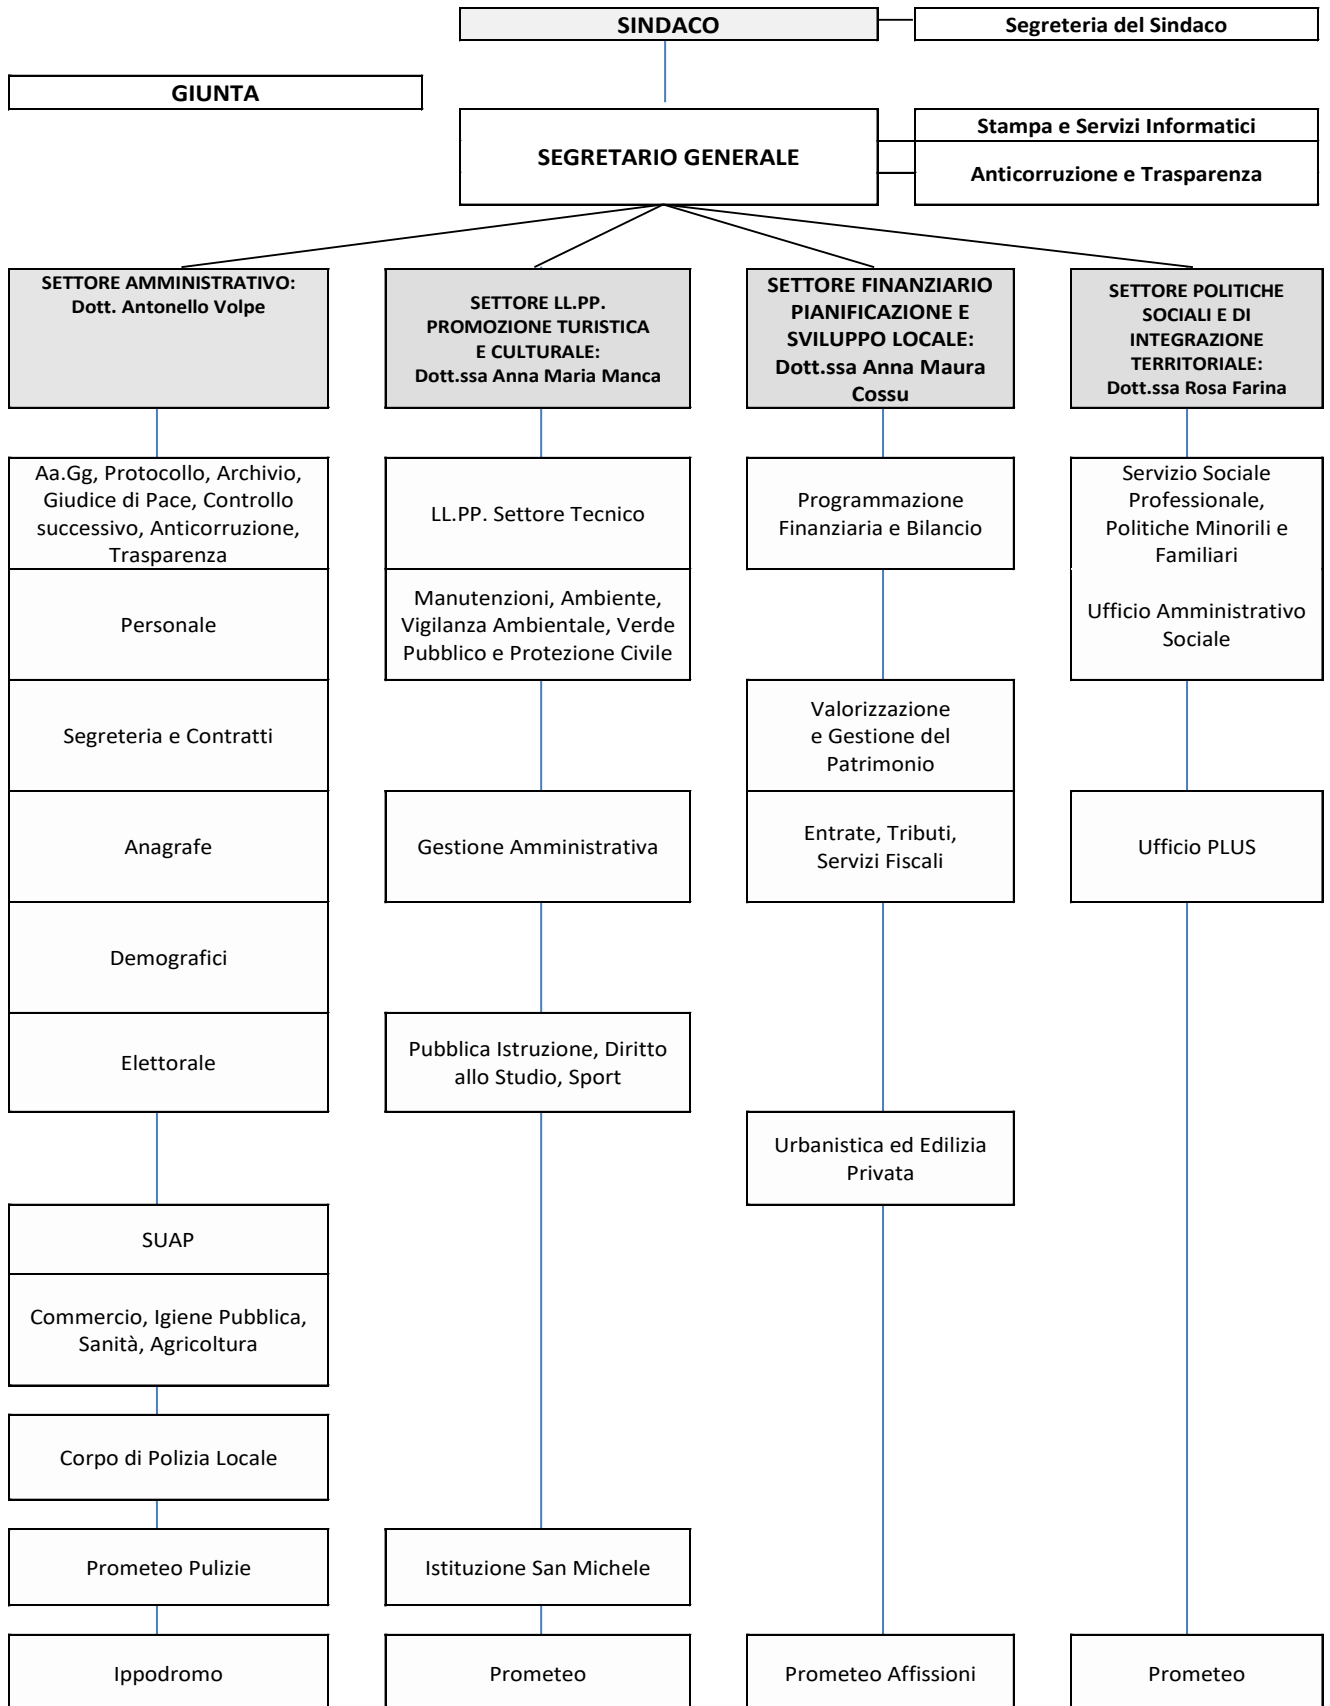 SINDACO
Segreteria del Sindaco
GIUNTA
SEGRETARIO GENERALE
Stampa e Servizi Informatici
Anticorruzione e Trasparenza
SETTORE AMMINISTRATIVO:
Dott. Antonello Volpe
SETTORE LL.PP.
PROMOZIONE TURISTICA
E CULTURALE:
Dott.ssa Anna Maria Manca
SETTORE FINANZIARIO
PIANIFICAZIONE E
SVILUPPO LOCALE:
Dott.ssa Anna Maura
Cossu
SETTORE POLITICHE
SOCIALI E DI
INTEGRAZIONE
TERRITORIALE:
Dott.ssa Rosa Farina
Aa.Gg, Protocollo, Archivio,
Giudice di Pace, Controllo
successivo, Anticorruzione,
Trasparenza
LL.PP. Settore Tecnico
Programmazione
Finanziaria e Bilancio
Servizio Sociale
Professionale,
Politiche Minorili e
Familiari
Personale
Manutenzioni, Ambiente,
Vigilanza Ambientale, Verde
Pubblico e Protezione Civile
Ufficio Amministrativo
Sociale
Segreteria e Contratti
Valorizzazione
e Gestione del
Patrimonio
Anagrafe
Gestione Amministrativa
Entrate, Tributi,
Servizi Fiscali
Ufficio PLUS
Demografici
Elettorale
Pubblica Istruzione, Diritto
allo Studio, Sport
Urbanistica ed Edilizia
Privata
SUAP
Commercio, Igiene Pubblica,
Sanità, Agricoltura
Corpo di Polizia Locale
Prometeo Pulizie
Istituzione San Michele
Ippodromo
Prometeo
Prometeo Affissioni
Prometeo